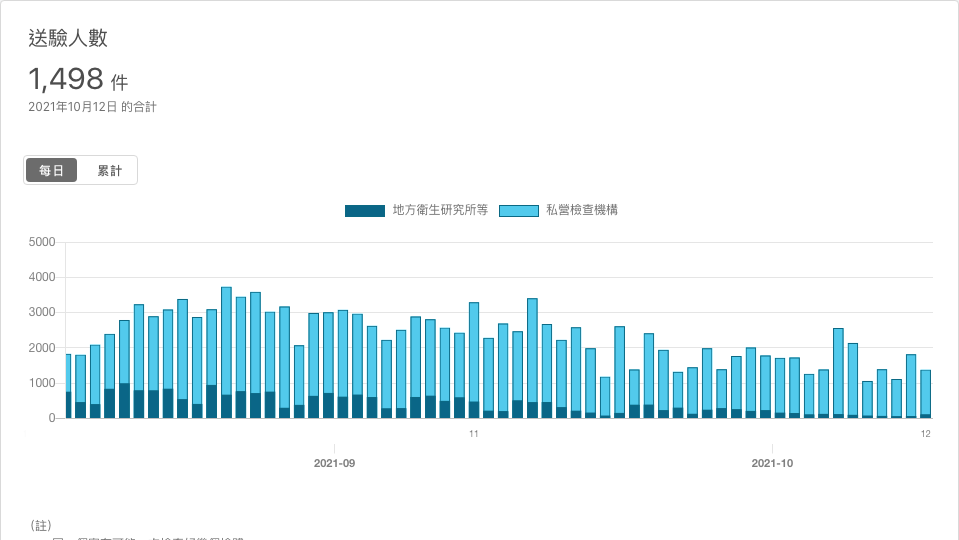 送驗人數
1,498 件
2021年10月12日 的合計
每日 累計
地方衛生研究所等 私營檢查機構
5000
4000
3000
2000
1000
0
11 12
2021-09 2021-10
(註)